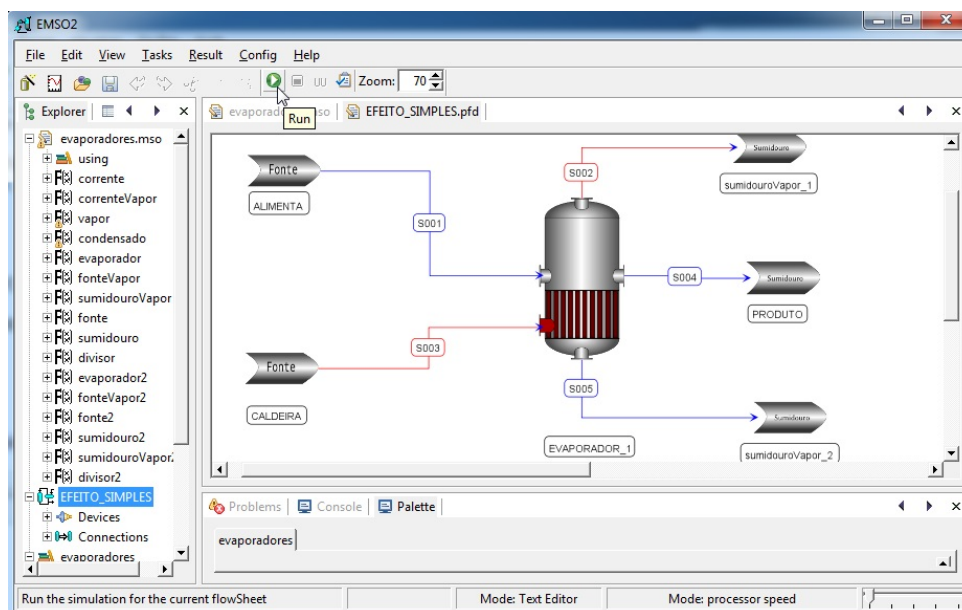 EMSO2
File Edit View Tasks Result Config Help
Zoom: 70
Run
Explorer
evaporadores.mso
using
corrente
correnteVapor
vapor
condensado
evaporador
fonteVapor
sumidouroVapor
fonte
sumidouro
divisor
evaporador2
fonteVapor2
fonte2
sumidouro2
sumidouroVapor
divisor2
EFEITO_SIMPLES
Devices
Connections
evaporadores
EFEITO_SIMPLES.pfd
Fonte
ALIMENTA
S001
S002
Sumidouro
sumidouroVapor_1
S004
Sumidouro
PRODUTO
S003
Fonte
CALDEIRA
S005
Sumidouro
EVAPORADOR_1
sumidouroVapor_2
Problems Console Palette
evaporadores
Run the simulation for the current flowSheet Mode: Text Editor Mode: processor speed